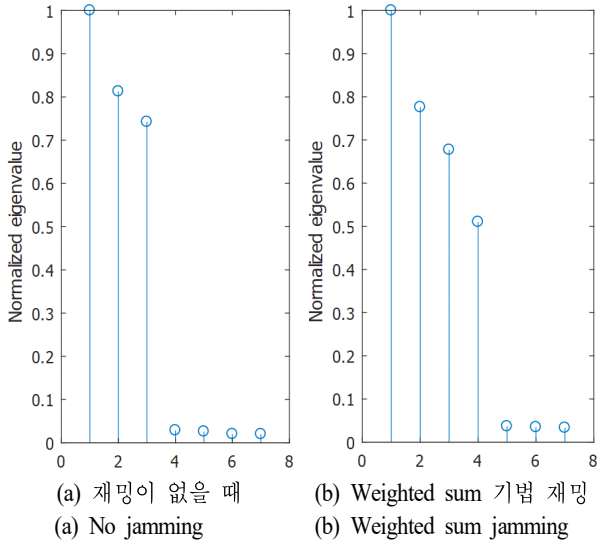 1
0.9
0.8
0.7
0.6
0.5
0.4
0.3
0.2
0.1
0
Normalized eigenvalue
0 2 4 6 8
(a) 재밍이 없을 때
(a) No jamming
1
0.9
0.8
0.7
0.6
0.5
0.4
0.3
0.2
0.1
0
Normalized eigenvalue
0 2 4 6 8
(b) Weighted sum 기법 재밍
(b) Weighted sum jamming